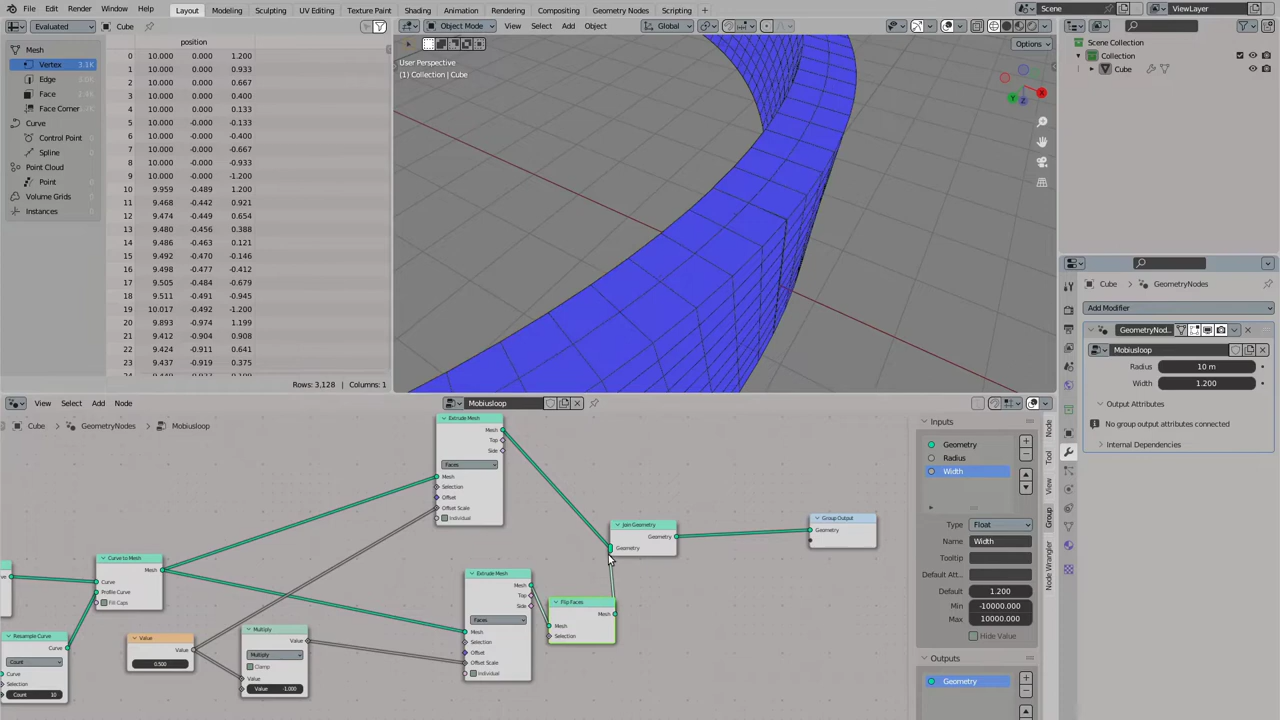 File Edit Render Window Help Layout Modeling Sculpting UV Editing Texture Paint Shading Animation Rendering Compositing Geometry Nodes Scripting + Scene ViewLayer
Evaluated Cube Object Mode View Select Add Object Global
position Options
Mesh
Vertex 3.1K
Edge
Face
Face Corner
Curve
Control Point
Spline
Point Cloud
Point
Volume Grids
Instances
0 10.000 0.000 1.200
1 10.000 0.000 0.933
2 10.000 0.000 0.667
3 10.000 0.000 0.400
4 10.000 0.000 0.133
5 10.000 -0.000 -0.133
6 10.000 -0.000 -0.400
7 10.000 -0.000 -0.667
8 10.000 -0.000 -0.933
9 10.000 -0.000 -1.200
10 9.959 -0.489 1.200
11 9.468 -0.442 0.921
12 9.474 -0.449 0.654
13 9.480 -0.456 0.388
14 9.486 -0.463 0.121
15 9.492 -0.470 -0.146
16 9.498 -0.477 -0.412
17 9.505 -0.484 -0.679
18 9.511 -0.491 -0.945
19 10.017 -0.492 -1.200
20 9.893 -0.974 1.199
21 9.412 -0.904 0.908
22 9.424 -0.911 0.641
23 9.437 -0.919 0.375
Rows: 3,128 | Columns: 1
User Perspective
(1) Collection | Cube
X
Y
Z
Scene Collection
Collection
Cube
Cube GeometryNodes
Add Modifier
GeometryNod...
Mobiusloop
Radius 10 m
Width 1.200
Output Attributes
No group output attributes connected
Internal Dependencies
View Select Add Node Mobiusloop
Cube GeometryNodes Mobiusloop
Curve to Mesh
Mesh
Curve
Profile Curve
Fill Caps
Resample Curve
Curve
Count
Curve
Selection
Count 10
Value
Value
0.500
Multiply
Value
Multiply
Clamp
Value
Value -1.000
Extrude Mesh
Mesh
Top
Side
Faces
Mesh
Selection
Offset
Offset Scale
Individual
Extrude Mesh
Mesh
Top
Side
Faces
Mesh
Selection
Offset
Offset Scale
Individual
Flip Faces
Mesh
Mesh
Selection
Join Geometry
Geometry
Geometry
Group Output
Geometry
Inputs
Geometry
Radius
Width
Type Float
Name Width
Tooltip
Default Att...
Default 1.200
Min -10000.000
Max 10000.000
Hide Value
Outputs
Geometry
Node
Tool
View
Group
Node Wrangler